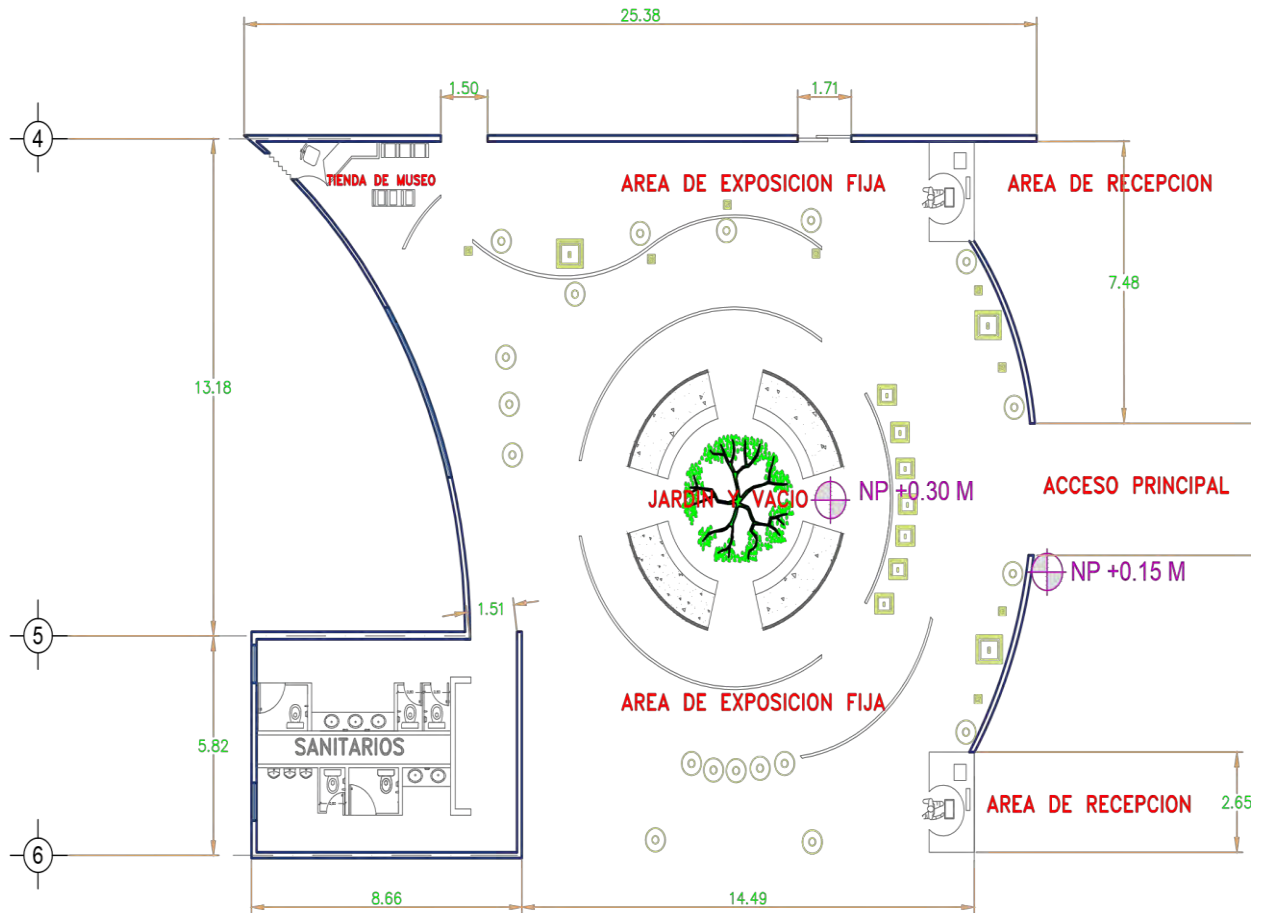 25.38
1.50
1.71
4
TIENDA DE MUSEO
AREA DE EXPOSICION FIJA
AREA DE RECEPCION
7.48
13.18
JARDIN Y VACIO
NP +0.30 M
ACCESO PRINCIPAL
NP +0.15 M
1.51
5
AREA DE EXPOSICION FIJA
SANITARIOS
5.82
AREA DE RECEPCION
2.65
6
8.66
14.49